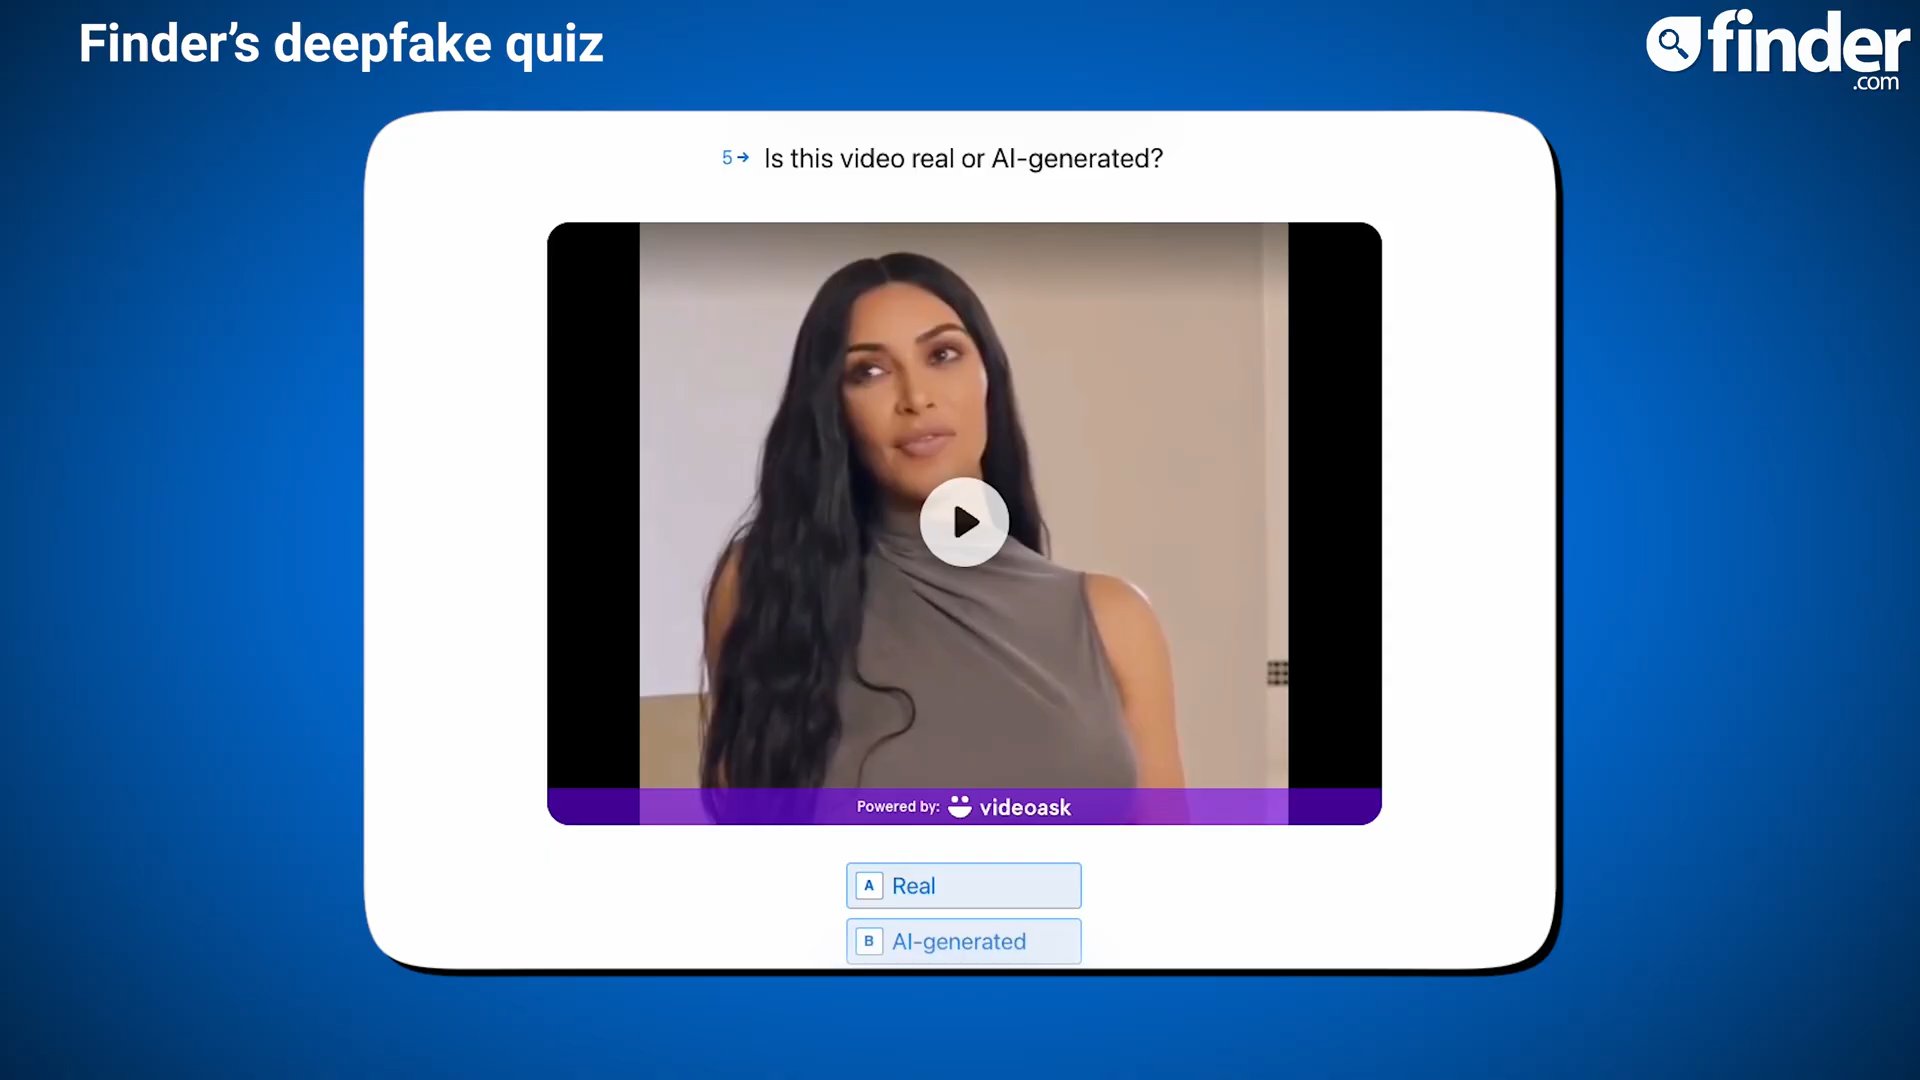 Finder's deepfake quiz
finder
.com
5→ Is this video real or AI-generated?
Powered by: videoask
A Real
B AI-generated